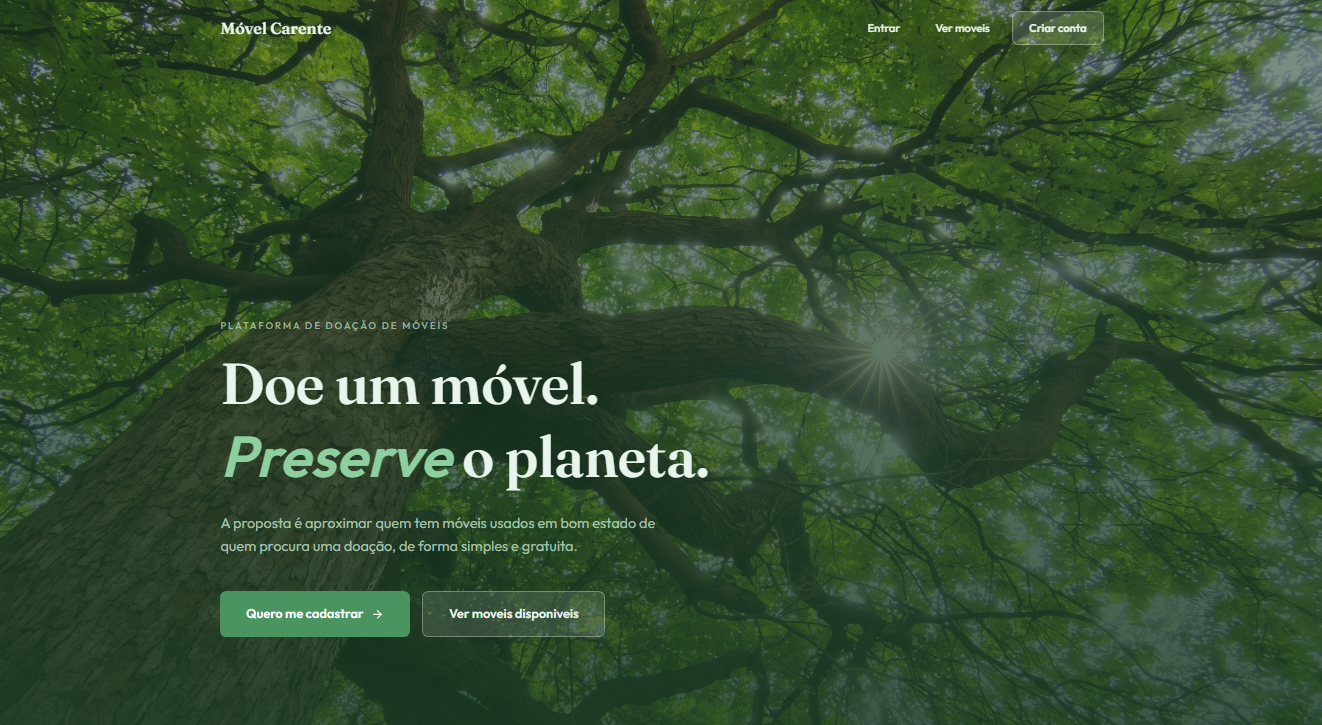 Móvel Carente
Entrar
Ver moveis
Criar conta
PLATAFORMA DE DOAÇÃO DE MÓVEIS
Doe um móvel.
Preserve o planeta.
A proposta é aproximar quem tem móveis usados em bom estado de
quem procura uma doação, de forma simples e gratuita.
Quero me cadastrar →
Ver moveis disponiveis